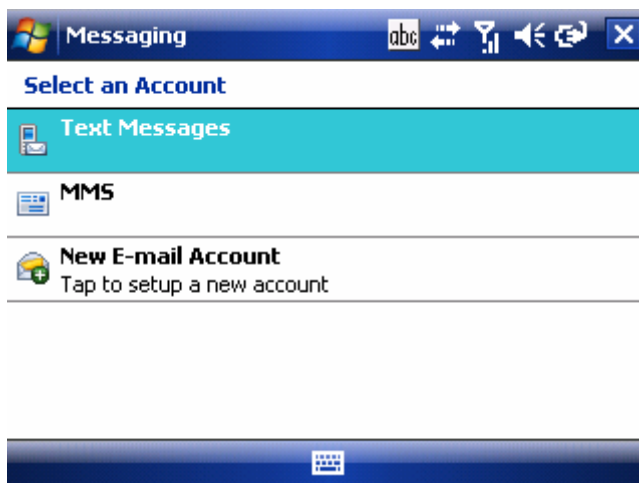 Messaging
abc
Select an Account
Text Messages
MMS
New E-mail Account
Tap to setup a new account